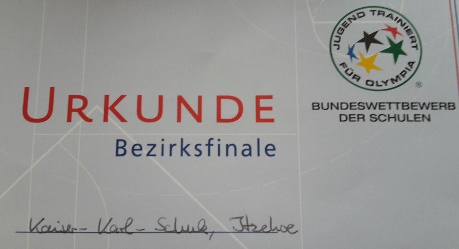 JUGEND TRAINIERT
FÜR OLYMPIA
®
BUNDESWETTBEWERB
DER SCHULEN
URKUNDE
Bezirksfinale
Kaiser-Karl-Schule, Itzehoe